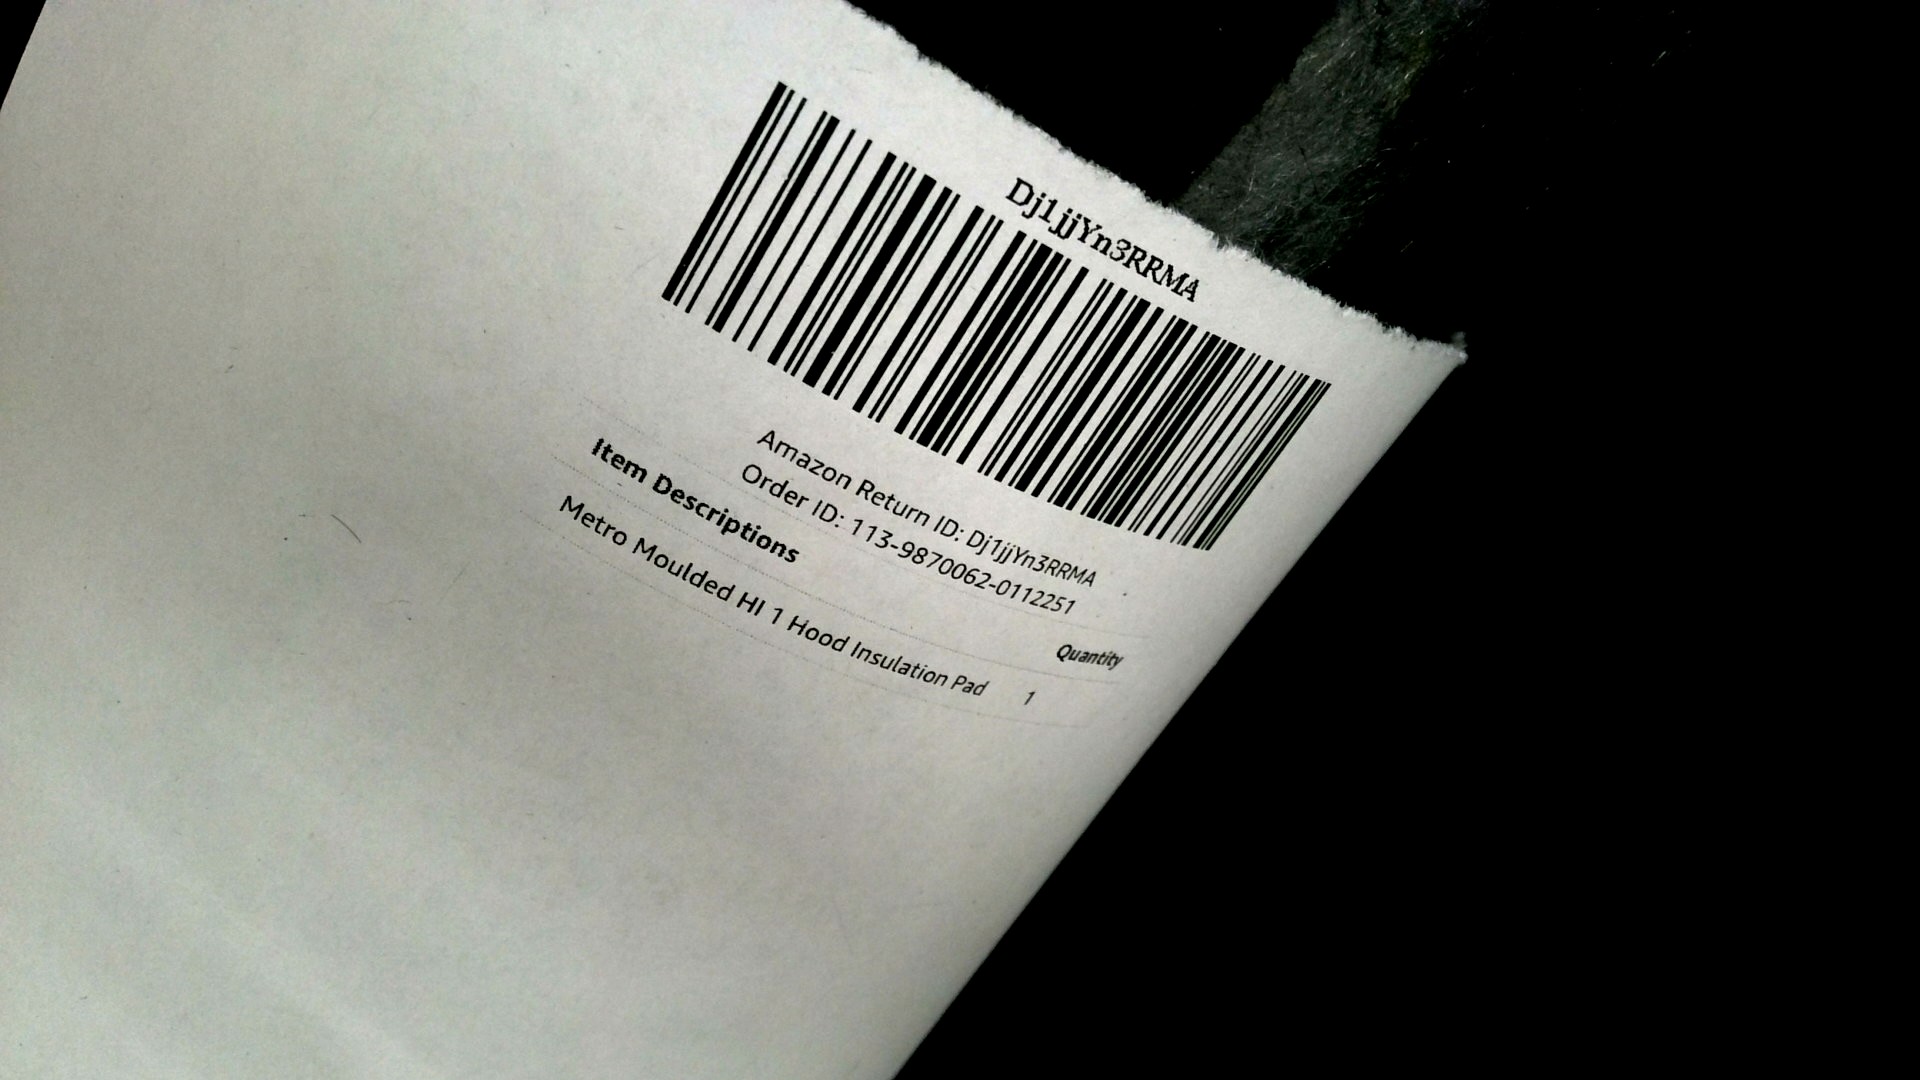 Dj1jjYn3RRMA
Amazon Return ID: Dj1jjYn3RRMA
Order ID: 113-9870062-0112251
Item Descriptions Quantity
Metro Moulded HI 1 Hood Insulation Pad 1